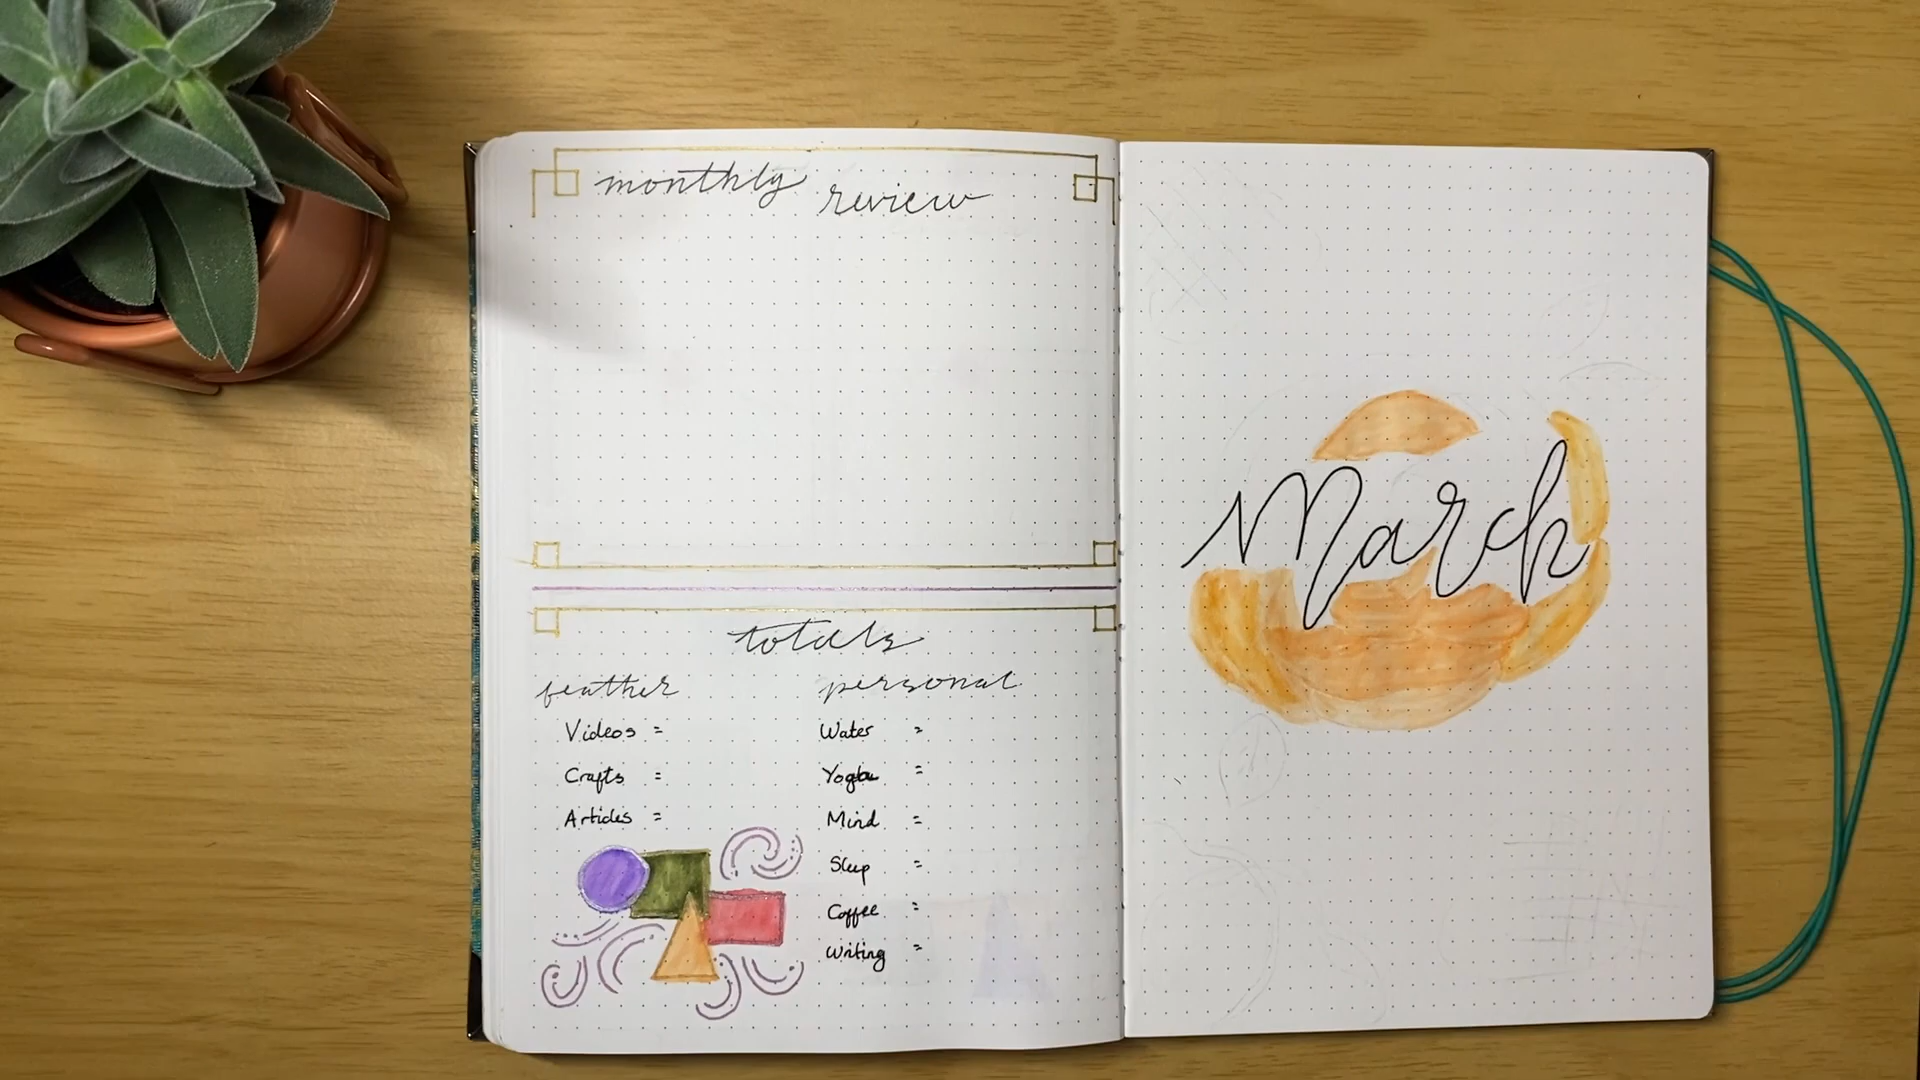 monthly review
totals
feather
Videos =
Crafts =
Articles =
personal
Water =
Yoga =
Mind =
Sleep =
Coffee =
Writing =
March